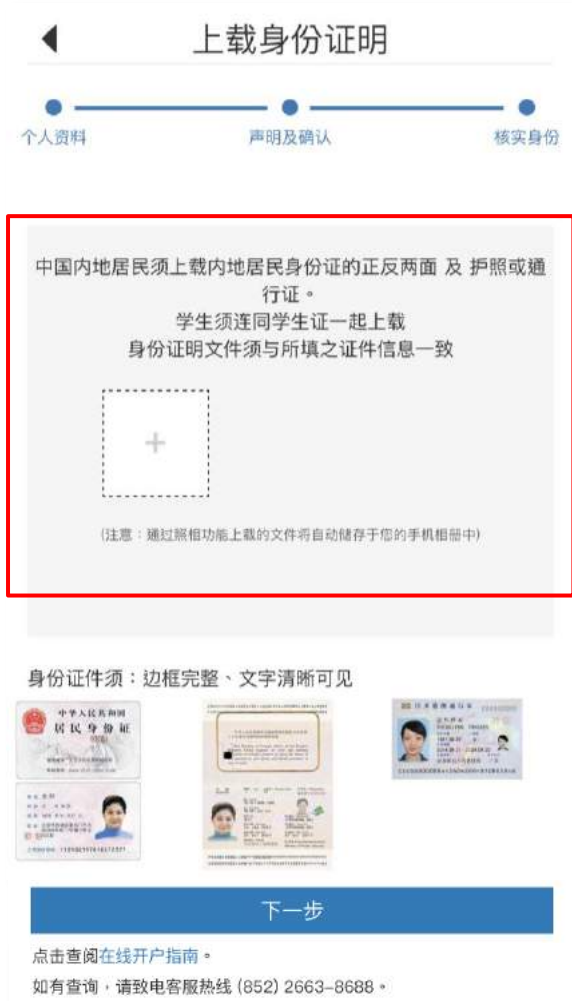 上载身份证明
个人资料
声明及确认
核实身份
中国内地居民须上载内地居民身份证的正反两面 及 护照或通
行证。
学生须连同学生证一起上载
身份证明文件须与所填之证件信息一致
+
(注意：通过照相功能上载的文件将自动储存于您的手机相册中)
身份证件须：边框完整、文字清晰可见
中华人民共和国
居民身份证
下一步
点击查阅在线开户指南。
如有查询，请致电客服热线 (852) 2663-8688。